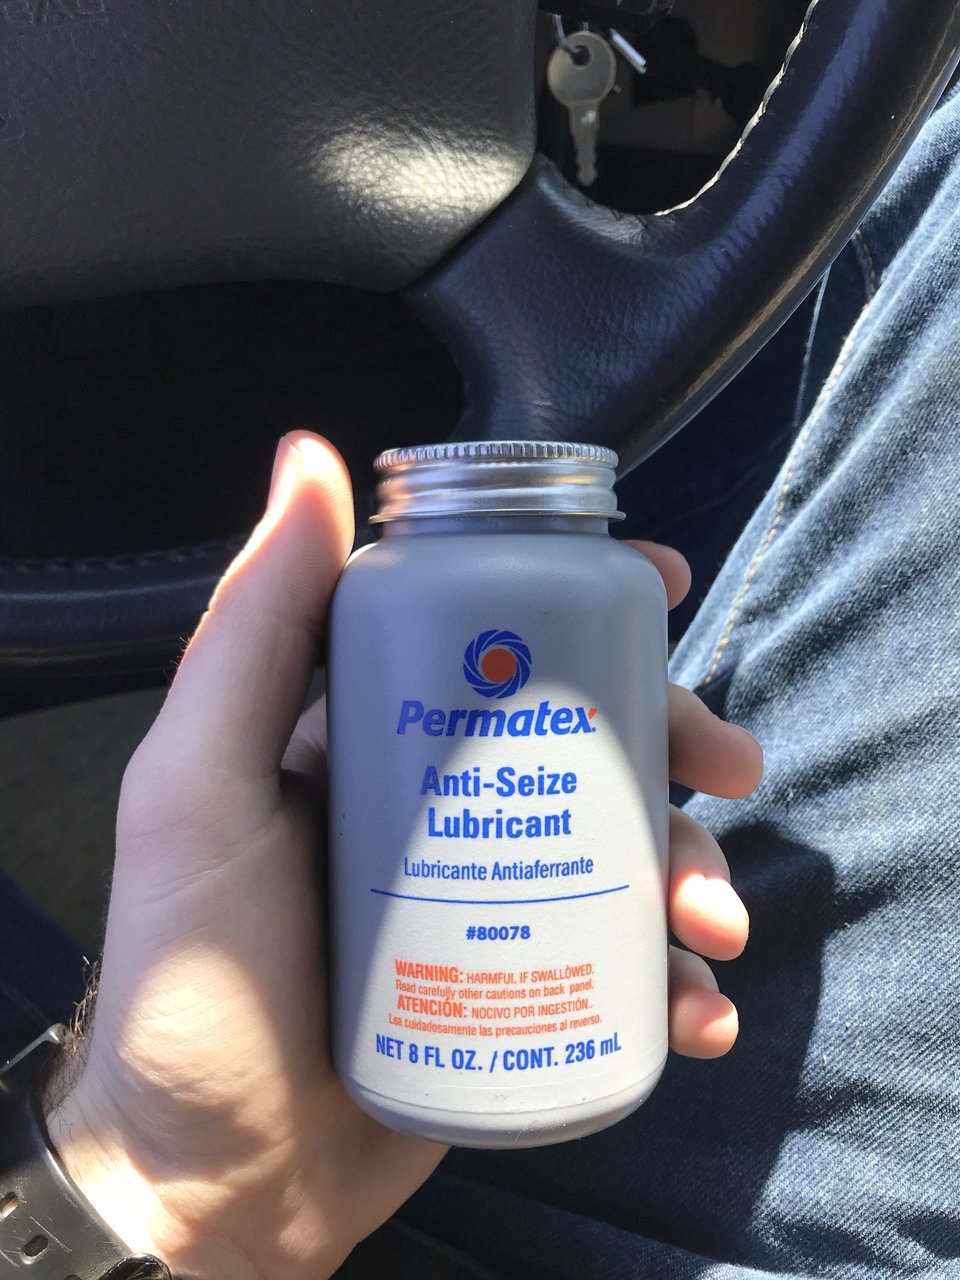 Permatex
Anti-Seize
Lubricant
Lubricante Antiaferrante
#80078
WARNING: HARMFUL IF SWALLOWED.
Read carefully other cautions on back panel.
ATENCIÓN: NOCIVO POR INGESTIÓN..
Lea cuidadosamente las precauciones al reverso.
NET 8 FL OZ. / CONT. 236 mL